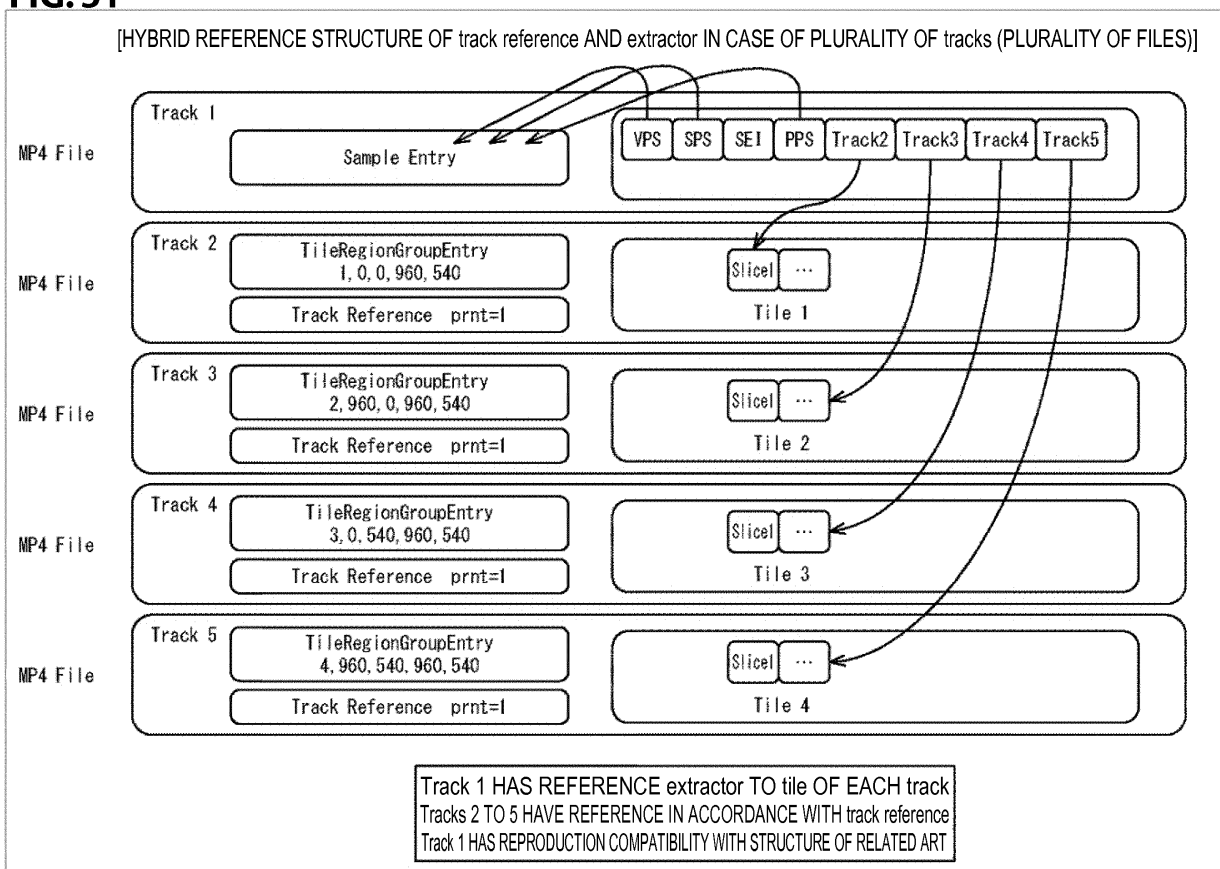 [HYBRID REFERENCE STRUCTURE OF track reference AND extractor IN CASE OF PLURALITY OF tracks (PLURALITY OF FILES)]
MP4 File
Track 1
Sample Entry
VPS SPS SEI PPS Track2 Track3 Track4 Track5
MP4 File
Track 2
TileRegionGroupEntry
1, 0, 0, 960, 540
Track Reference prnt=1
Slice1 ...
Tile 1
MP4 File
Track 3
TileRegionGroupEntry
2, 960, 0, 960, 540
Track Reference prnt=1
Slice1 ...
Tile 2
MP4 File
Track 4
TileRegionGroupEntry
3, 0, 540, 960, 540
Track Reference prnt=1
Slice1 ...
Tile 3
MP4 File
Track 5
TileRegionGroupEntry
4, 960, 540, 960, 540
Track Reference prnt=1
Slice1 ...
Tile 4
Track 1 HAS REFERENCE extractor TO tile OF EACH track
Tracks 2 TO 5 HAVE REFERENCE IN ACCORDANCE WITH track reference
Track 1 HAS REPRODUCTION COMPATIBILITY WITH STRUCTURE OF RELATED ART